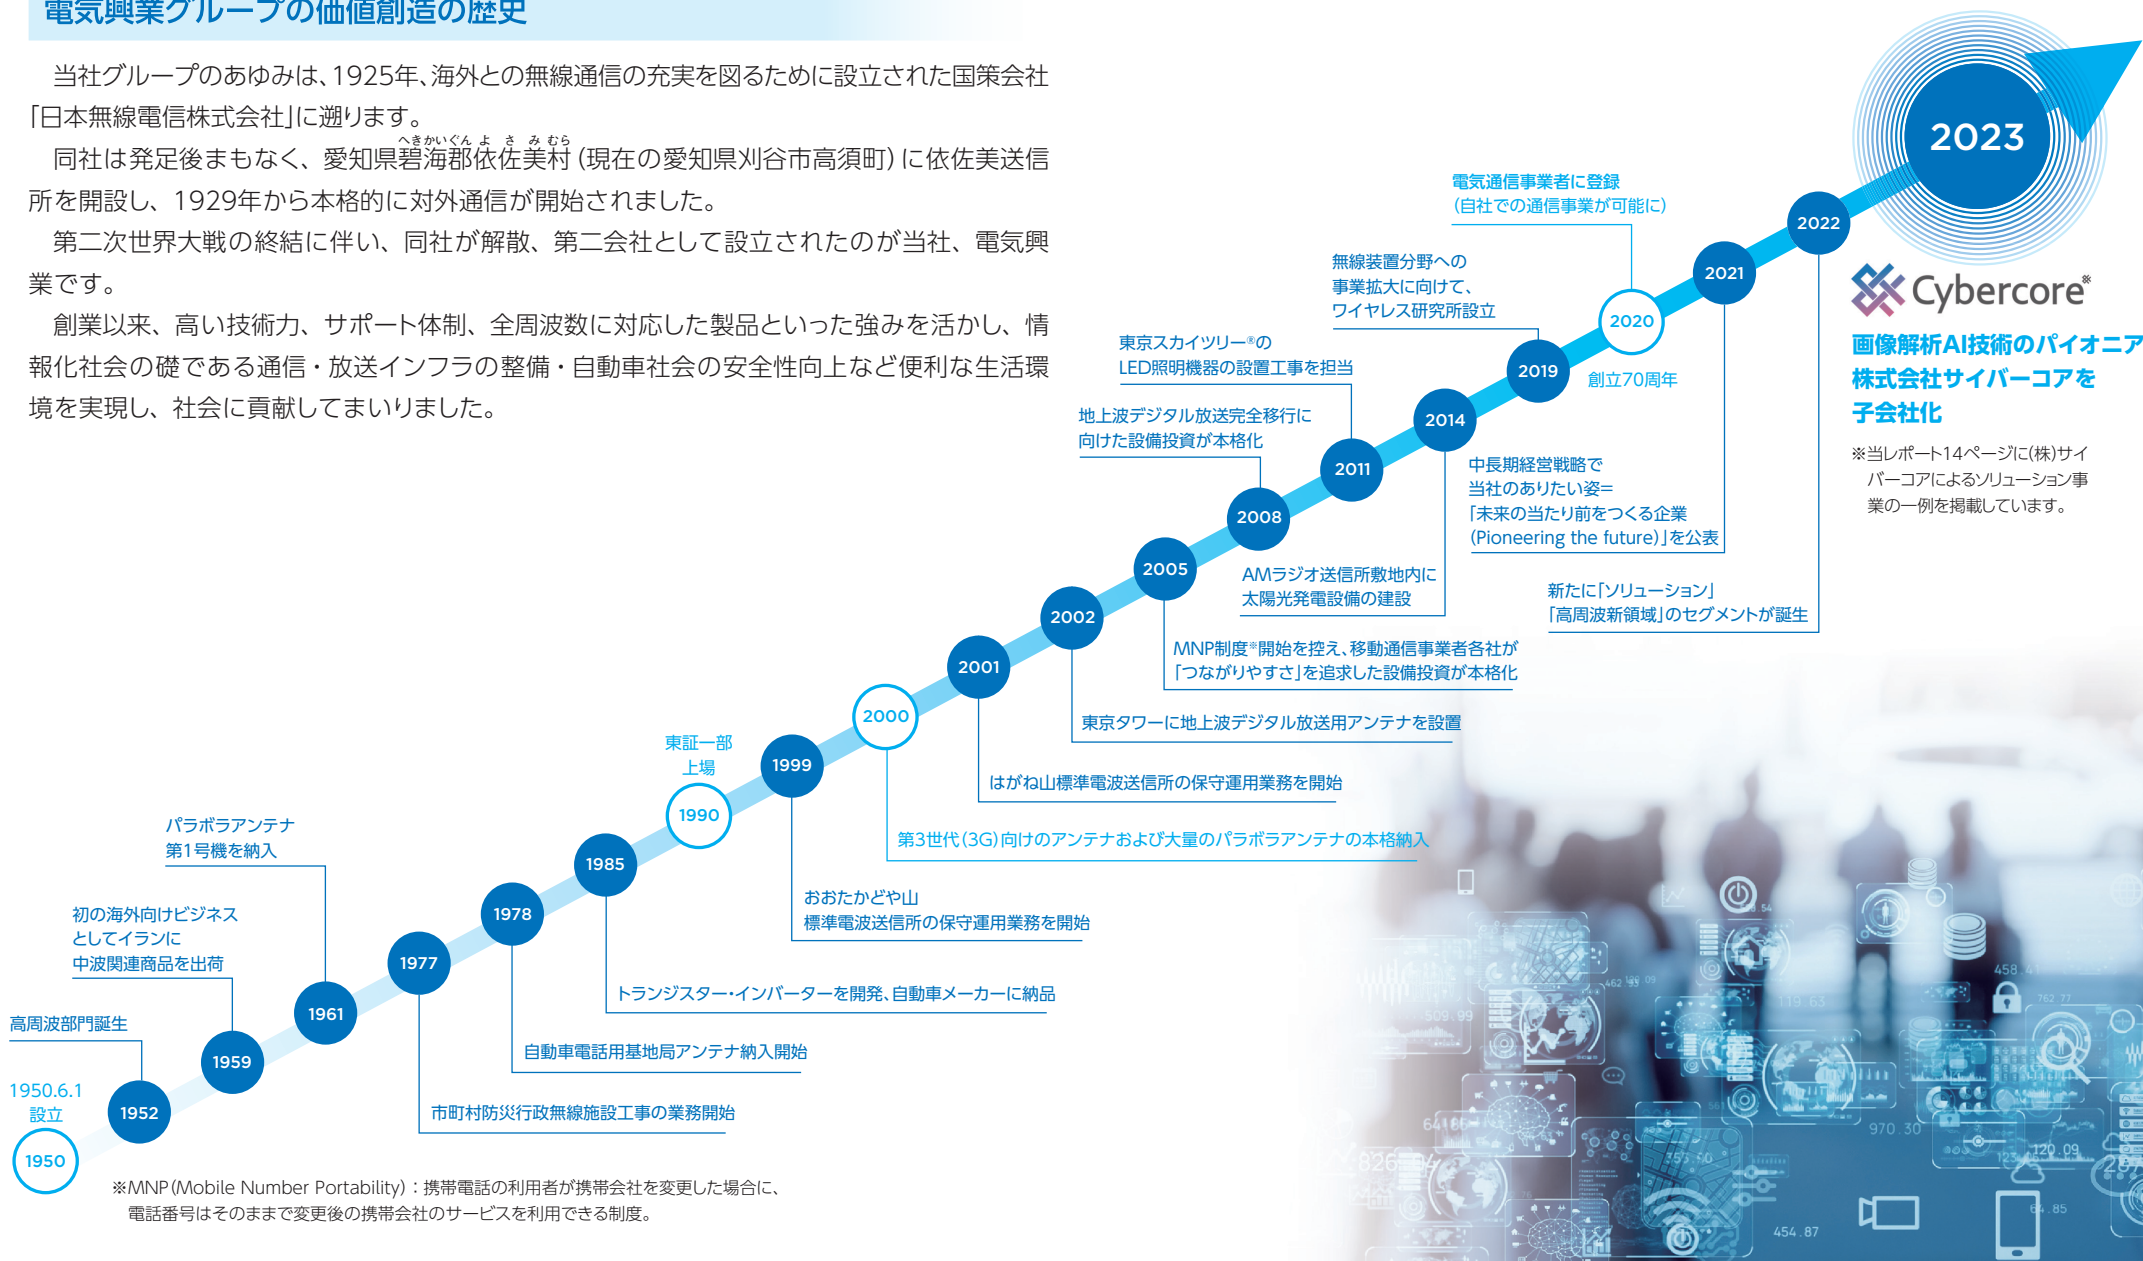 電気興業グループの価値創造の歴史
当社グループのあゆみは、1925年、海外との無線通信の充実を図るために設立された国策会社
「日本無線電信株式会社」に遡ります。
同社は発足後まもなく、愛知県碧海郡依佐美村(現在の愛知県刈谷市高須町)に依佐美送信
へきかいぐん よ さ み むら
所を開設し、1929年から本格的に対外通信が開始されました。
第二次世界大戦の終結に伴い、同社が解散、第二会社として設立されたのが当社、電気興
業です。
創業以来、高い技術力、サポート体制、全周波数に対応した製品といった強みを活かし、情
報化社会の礎である通信・放送インフラの整備・自動車社会の安全性向上など便利な生活環
境を実現し、社会に貢献してまいりました。
1950.6.1
設立
1950
高周波部門誕生
1952
初の海外向けビジネス
としてイランに
中波関連商品を出荷
1959
パラボラアンテナ
第1号機を納入
1961
1977
市町村防災行政無線施設工事の業務開始
1978
自動車電話用基地局アンテナ納入開始
1985
トランジスター・インバーターを開発、自動車メーカーに納品
東証一部
上場
1990
1999
おおたかどや山
標準電波送信所の保守運用業務を開始
2000
第3世代(3G)向けのアンテナおよび大量のパラボラアンテナの本格納入
2001
はがね山標準電波送信所の保守運用業務を開始
2002
東京タワーに地上波デジタル放送用アンテナを設置
2005
MNP制度※開始を控え、移動通信事業者各社が
「つながりやすさ」を追求した設備投資が本格化
地上波デジタル放送完全移行に
向けた設備投資が本格化
2008
東京スカイツリー®の
LED照明機器の設置工事を担当
2011
2014
AMラジオ送信所敷地内に
太陽光発電設備の建設
無線装置分野への
事業拡大に向けて、
ワイヤレス研究所設立
2019
電気通信事業者に登録
(自社での通信事業が可能に)
2020
創立70周年
2021
中長期経営戦略で
当社のありたい姿=
「未来の当たり前をつくる企業
(Pioneering the future)」を公表
2022
新たに「ソリューション」
「高周波新領域」のセグメントが誕生
2023
Cybercore※
画像解析AI技術のパイオニア
株式会社サイバーコアを
子会社化
※当レポート14ページに(株)サイ
バーコアによるソリューション事
業の一例を掲載しています。
※MNP(Mobile Number Portability):携帯電話の利用者が携帯会社を変更した場合に、
電話番号はそのままで変更後の携帯会社のサービスを利用できる制度。
458.41
762 77
119 63
509.99
970.30
120.09
454.87